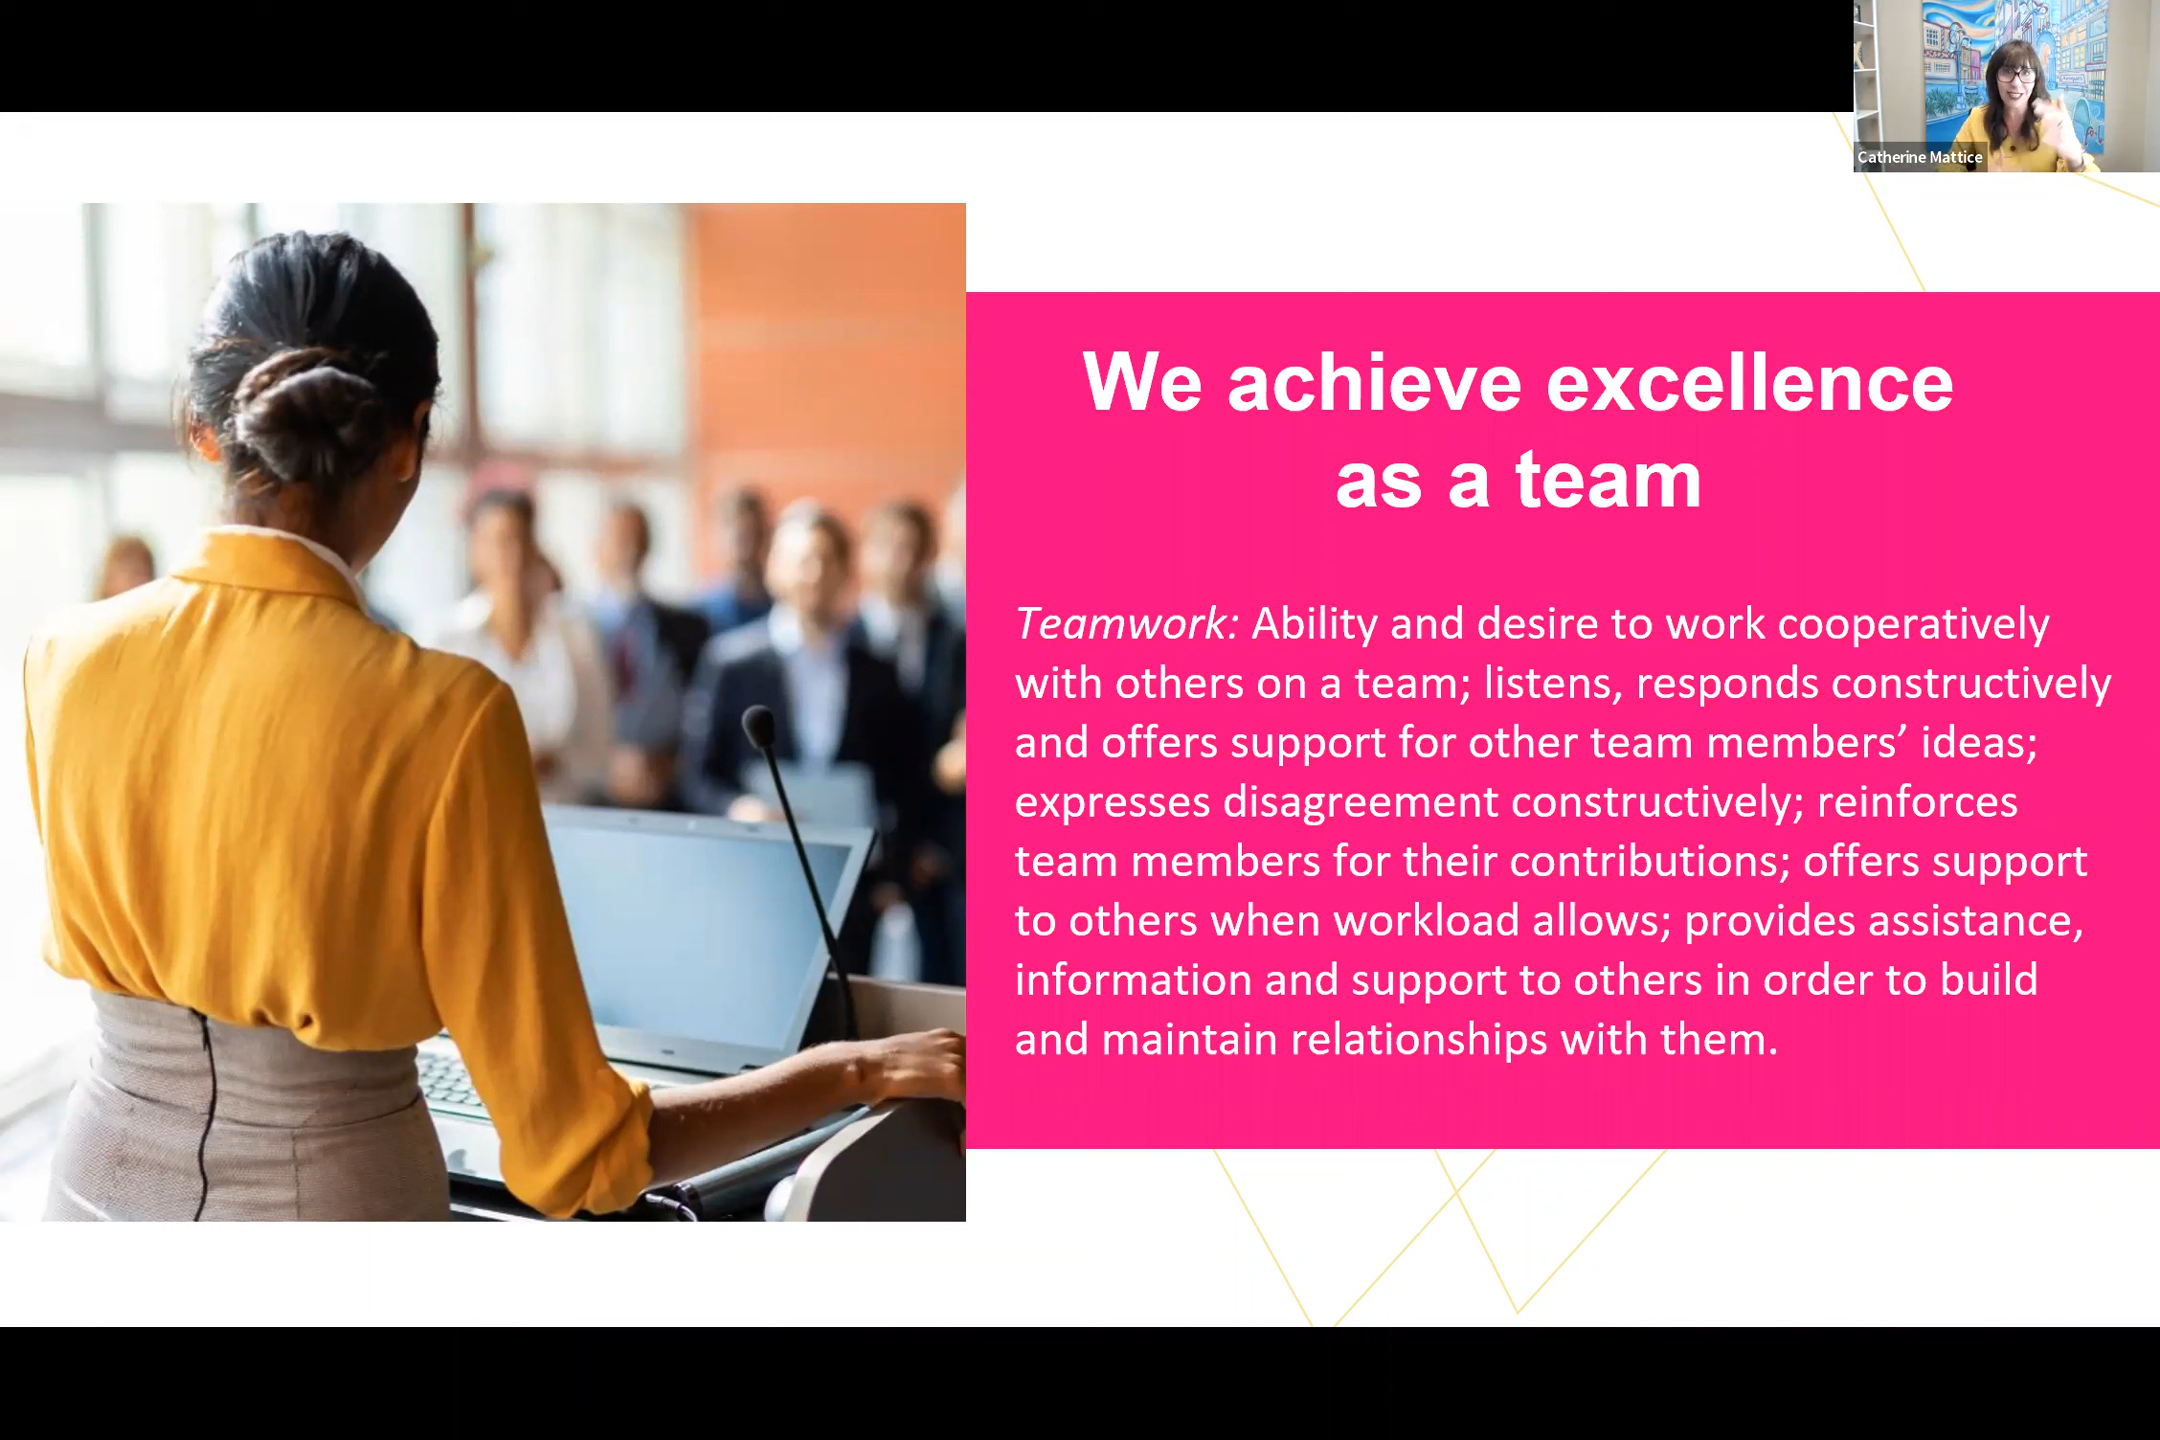 Catherine Mattice
We achieve excellence
as a team
Teamwork: Ability and desire to work cooperatively
with others on a team; listens, responds constructively
and offers support for other team members’ ideas;
expresses disagreement constructively; reinforces
team members for their contributions; offers support
to others when workload allows; provides assistance,
information and support to others in order to build
and maintain relationships with them.